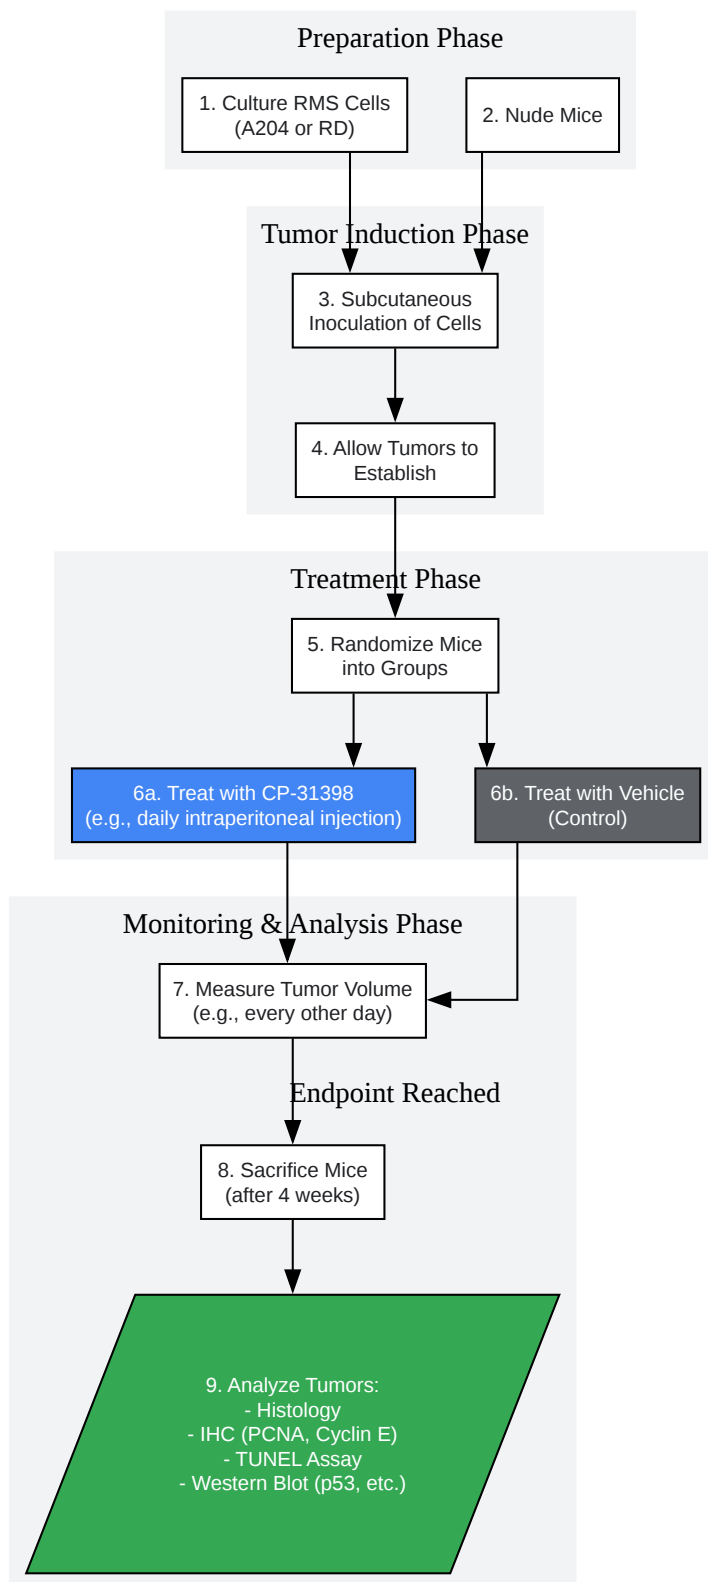 Preparation Phase
1. Culture RMS Cells
(A204 or RD)
2. Nude Mice
Tumor Induction Phase
3. Subcutaneous
Inoculation of Cells
4. Allow Tumors to
Establish
Treatment Phase
5. Randomize Mice
into Groups
6a. Treat with CP-31398
(e.g., daily intraperitoneal injection)
6b. Treat with Vehicle
(Control)
Monitoring & Analysis Phase
7. Measure Tumor Volume
(e.g., every other day)
Endpoint Reached
8. Sacrifice Mice
(after 4 weeks)
9. Analyze Tumors:
- Histology
- IHC (PCNA, Cyclin E)
- TUNEL Assay
- Western Blot (p53, etc.)